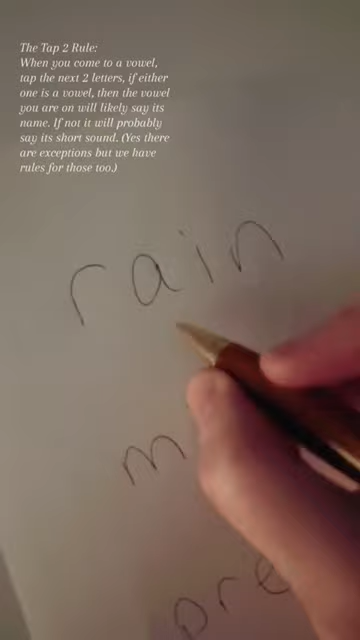 The Tap 2 Rule:
When you come to a vowel,
tap the next 2 letters, if either
one is a vowel, then the vowel
you are on will likely say its
name. If not it will probably
say its short sound. (Yes there
are exceptions but we have
rules for those too.)
rain
m
pre